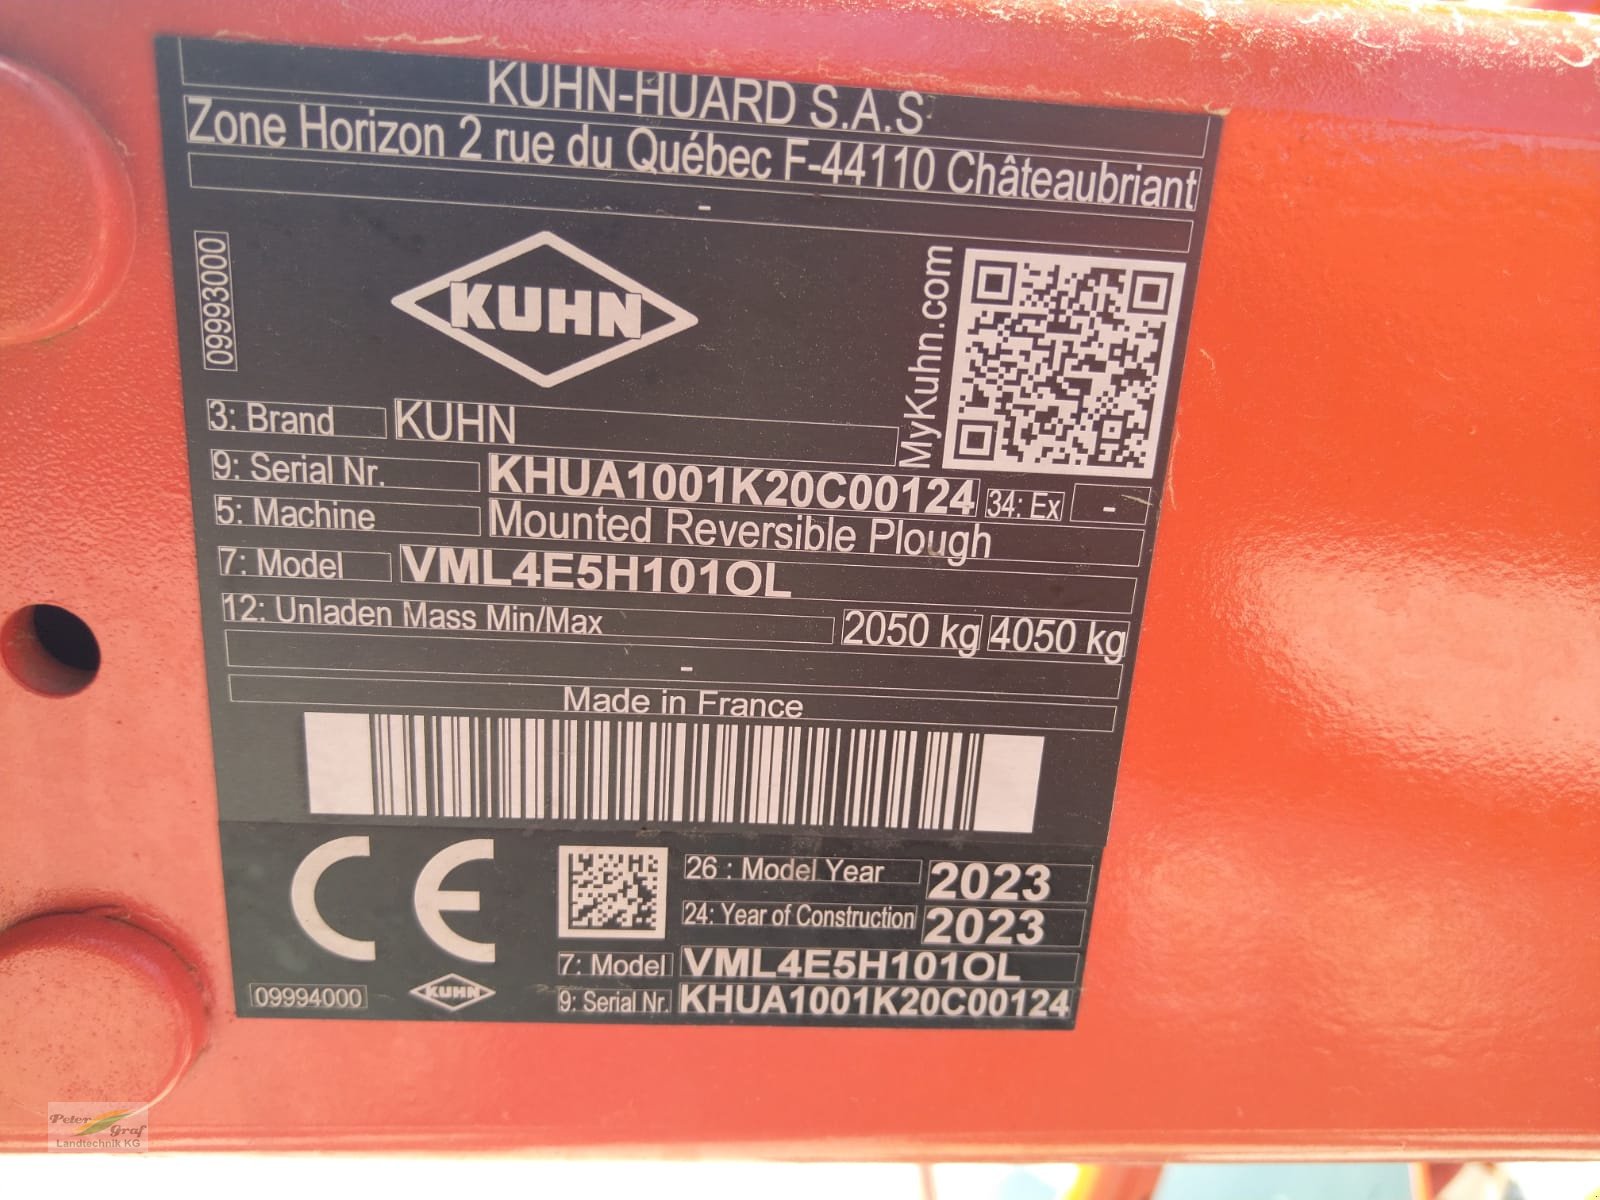 KUHN-HUARD S.A.S
Zone Horizon 2 rue du Québec F-44110 Châteaubriant
-
09993000
KUHN
MyKuhn.com
3: Brand KUHN
9: Serial Nr. KHUA1001K20C00124 34: Ex -
5: Machine Mounted Reversible Plough
7: Model VML4E5H101OL
12: Unladen Mass Min/Max 2050 kg 4050 kg
-
Made in France
CE
26 : Model Year 2023
24: Year of Construction 2023
7: Model VML4E5H101OL
09994000 KUHN 9: Serial Nr. KHUA1001K20C00124
Peter Graf
Landtechnik KG